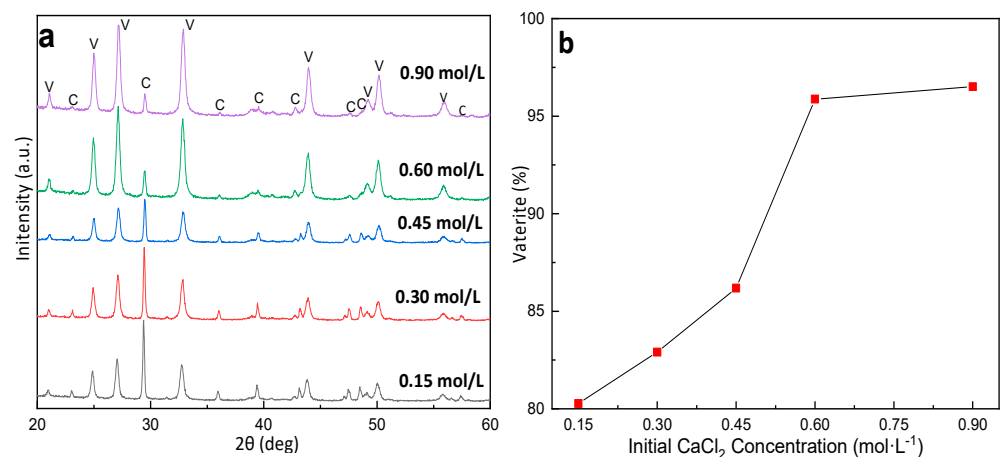 a
V
C
V
V
C
V
C
C
C
V
C
C
V
V
V
C
0.90 mol/L
0.60 mol/L
0.45 mol/L
0.30 mol/L
0.15 mol/L
Initensity (a.u.)
20 30 40 50 60
2θ (deg)
b
100
95
90
85
80
Vaterite (%)
0.15 0.30 0.45 0.60 0.75 0.90
Initial CaCl₂ Concentration (mol·L⁻¹)